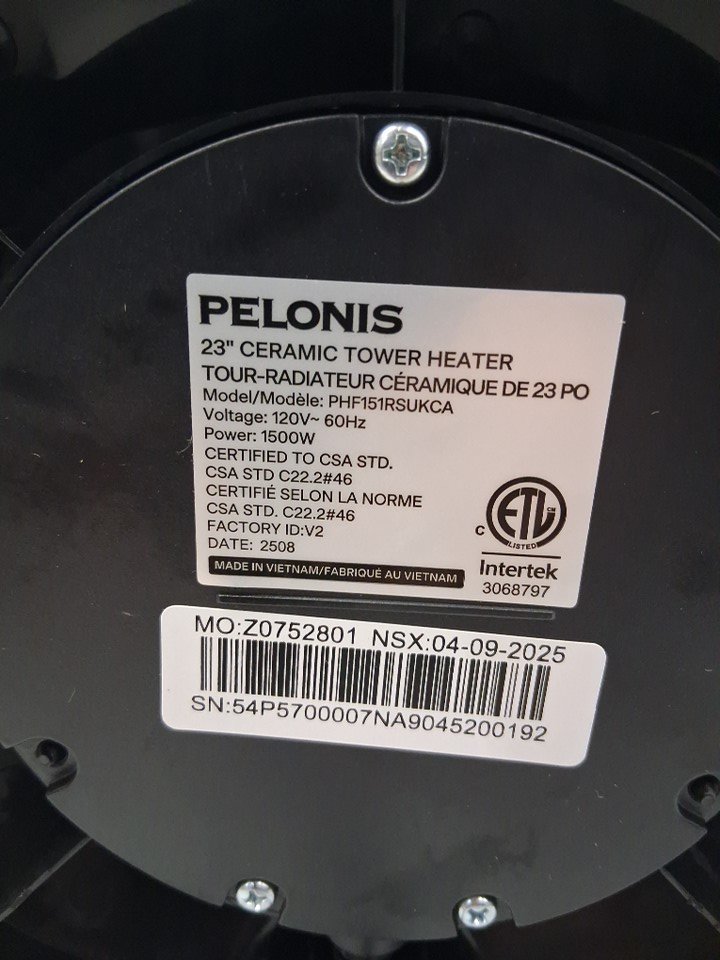 PELONIS
23" CERAMIC TOWER HEATER
TOUR-RADIATEUR CÉRAMIQUE DE 23 PO
Model/Modèle: PHF151RSUKCA
Voltage: 120V~ 60Hz
Power: 1500W
CERTIFIED TO CSA STD.
CSA STD C22.2#46
CERTIFIÉ SELON LA NORME
CSA STD. C22.2#46
FACTORY ID:V2
DATE: 2508
MADE IN VIETNAM/FABRIQUÉ AU VIETNAM
C ETL CM
LISTED
Intertek
3068797
MO:Z0752801 NSX:04-09-2025
SN:54P5700007NA9045200192